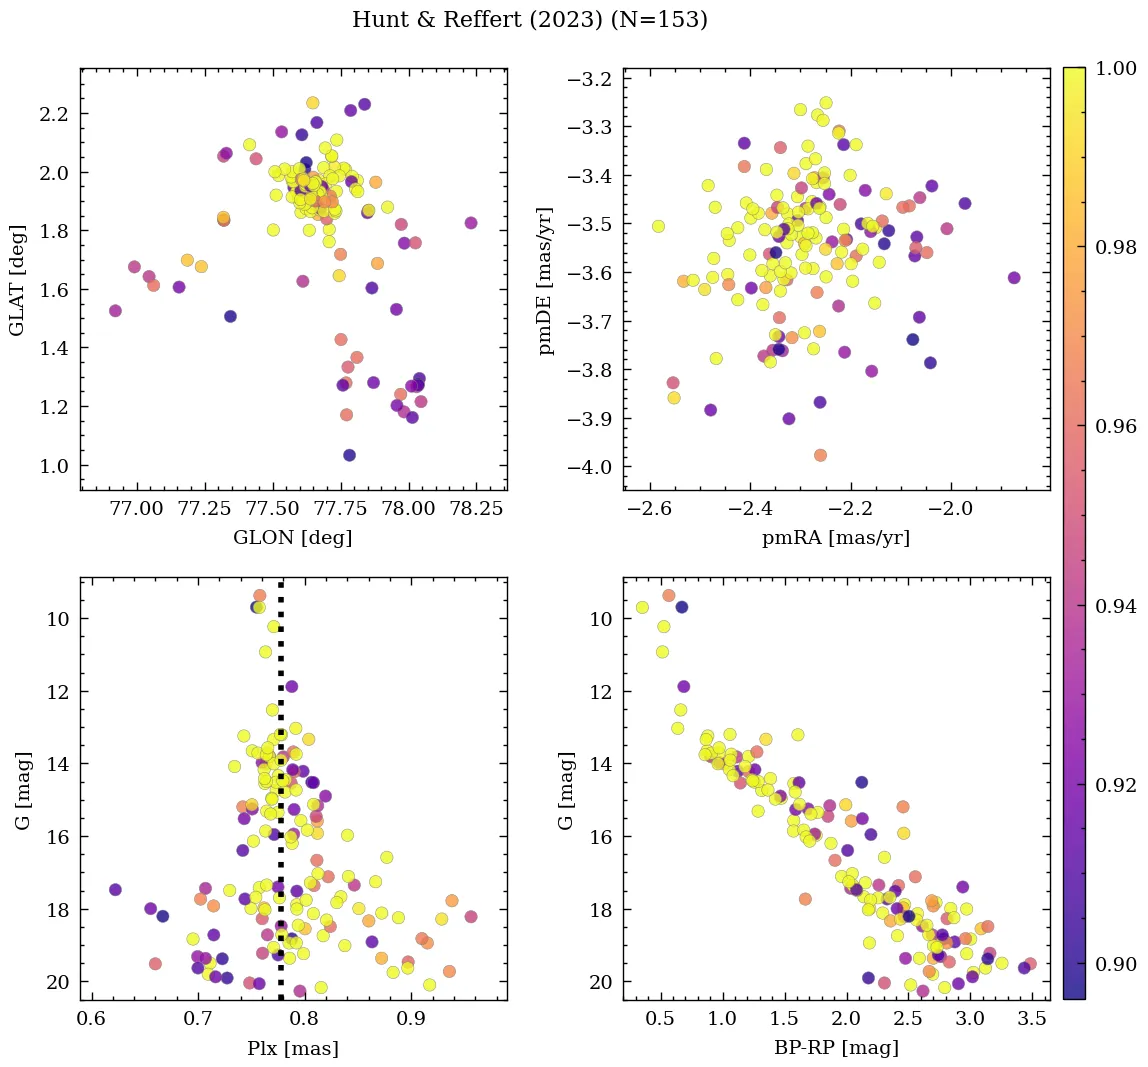 Hunt & Reffert (2023) (N=153)
2.2
2.0
1.8
1.6
1.4
1.2
1.0
GLAT [deg]
77.00 77.25 77.50 77.75 78.00 78.25
GLON [deg]
−3.2
−3.3
−3.4
−3.5
−3.6
−3.7
−3.8
−3.9
−4.0
pmDE [mas/yr]
−2.6 −2.4 −2.2 −2.0
pmRA [mas/yr]
1.00
0.98
0.96
0.94
0.92
0.90
10
12
14
16
18
20
G [mag]
0.6 0.7 0.8 0.9
Plx [mas]
10
12
14
16
18
20
G [mag]
0.5 1.0 1.5 2.0 2.5 3.0 3.5
BP-RP [mag]